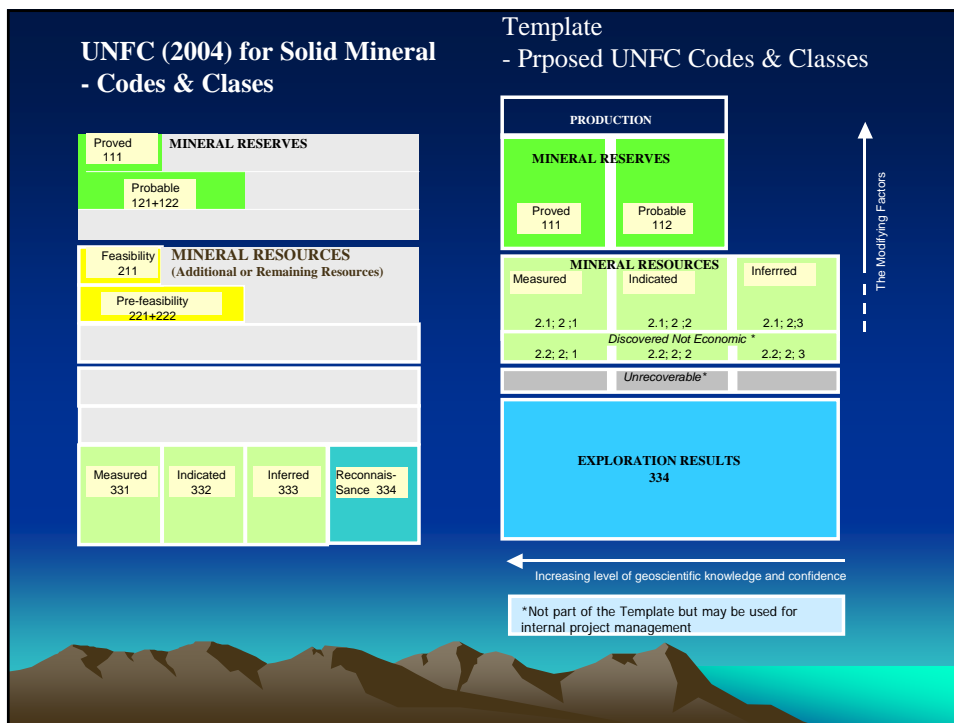 UNFC (2004) for Solid Mineral
- Codes & Clases
Proved
111
MINERAL RESERVES
Probable
121+122
Feasibility
211
MINERAL RESOURCES
(Additional or Remaining Resources)
Pre-feasibility
221+222
Measured
331
Indicated
332
Inferred
333
Reconnais-
Sance 334
Template
- Prposed UNFC Codes & Classes
PRODUCTION
MINERAL RESERVES
Proved
111
Probable
112
MINERAL RESOURCES
Measured
Indicated
Inferrred
2.1; 2 ;1
2.1; 2 ;2
2.1; 2;3
Discovered Not Economic *
2.2; 2; 1
2.2; 2; 2
2.2; 2; 3
Unrecoverable*
EXPLORATION RESULTS
334
The Modifying Factors
Increasing level of geoscientific knowledge and confidence
*Not part of the Template but may be used for
internal project management